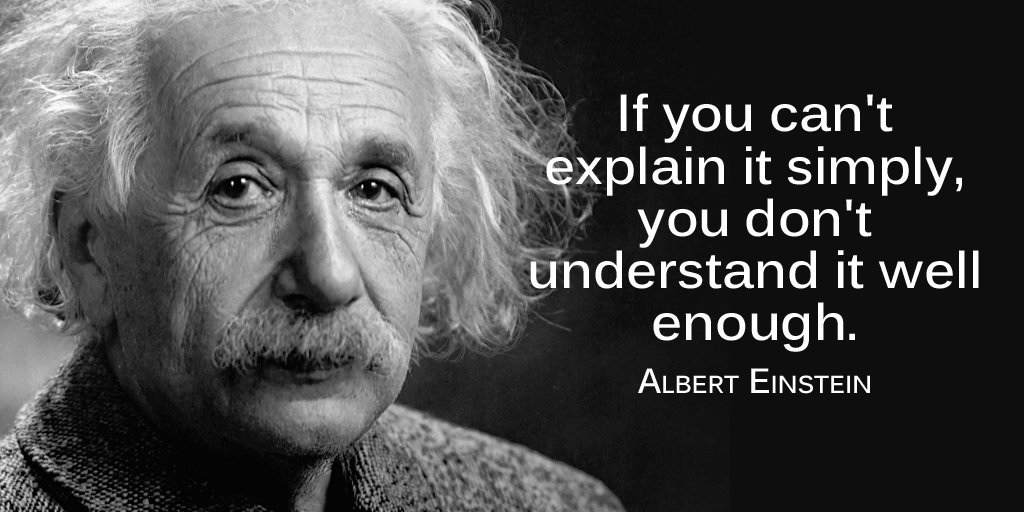 If you can't
explain it simply,
you don't
understand it well
enough.
Albert Einstein